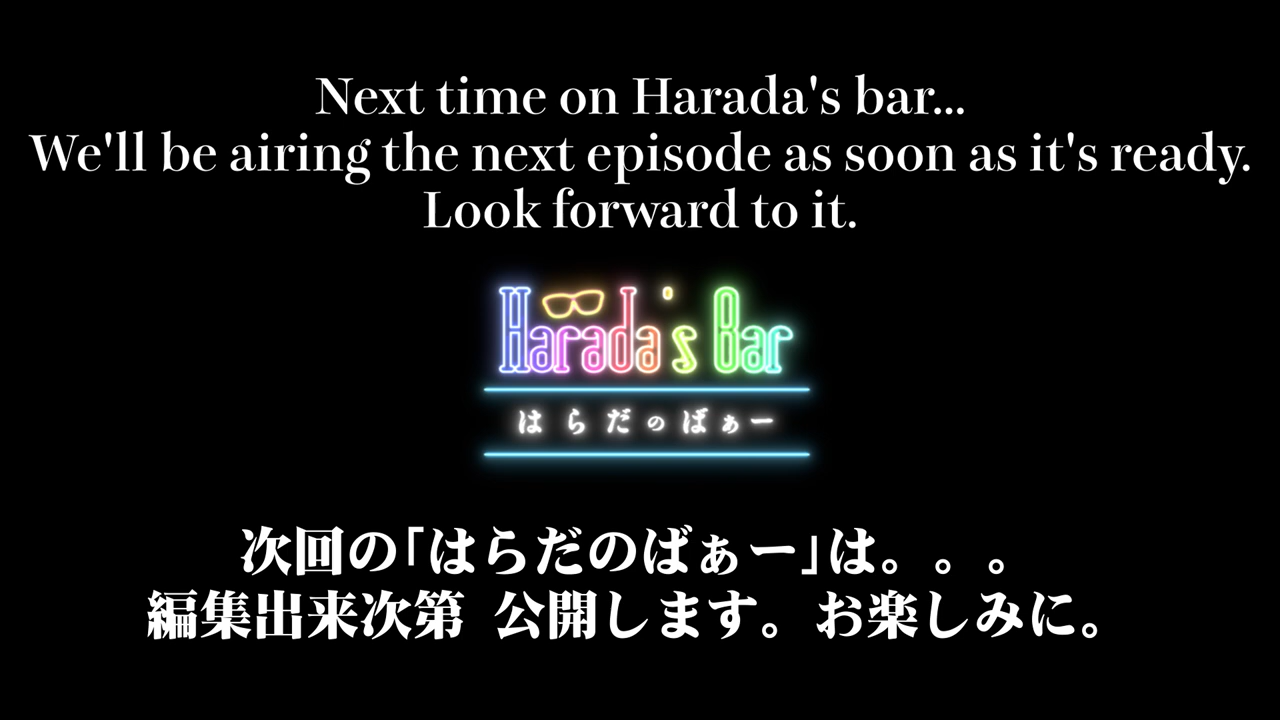 Next time on Harada's bar...
We'll be airing the next episode as soon as it's ready.
Look forward to it.
Harada's Bar
はらだのばぁー
次回の｢はらだのばぁー｣は。。。
編集出来次第 公開します。お楽しみに。